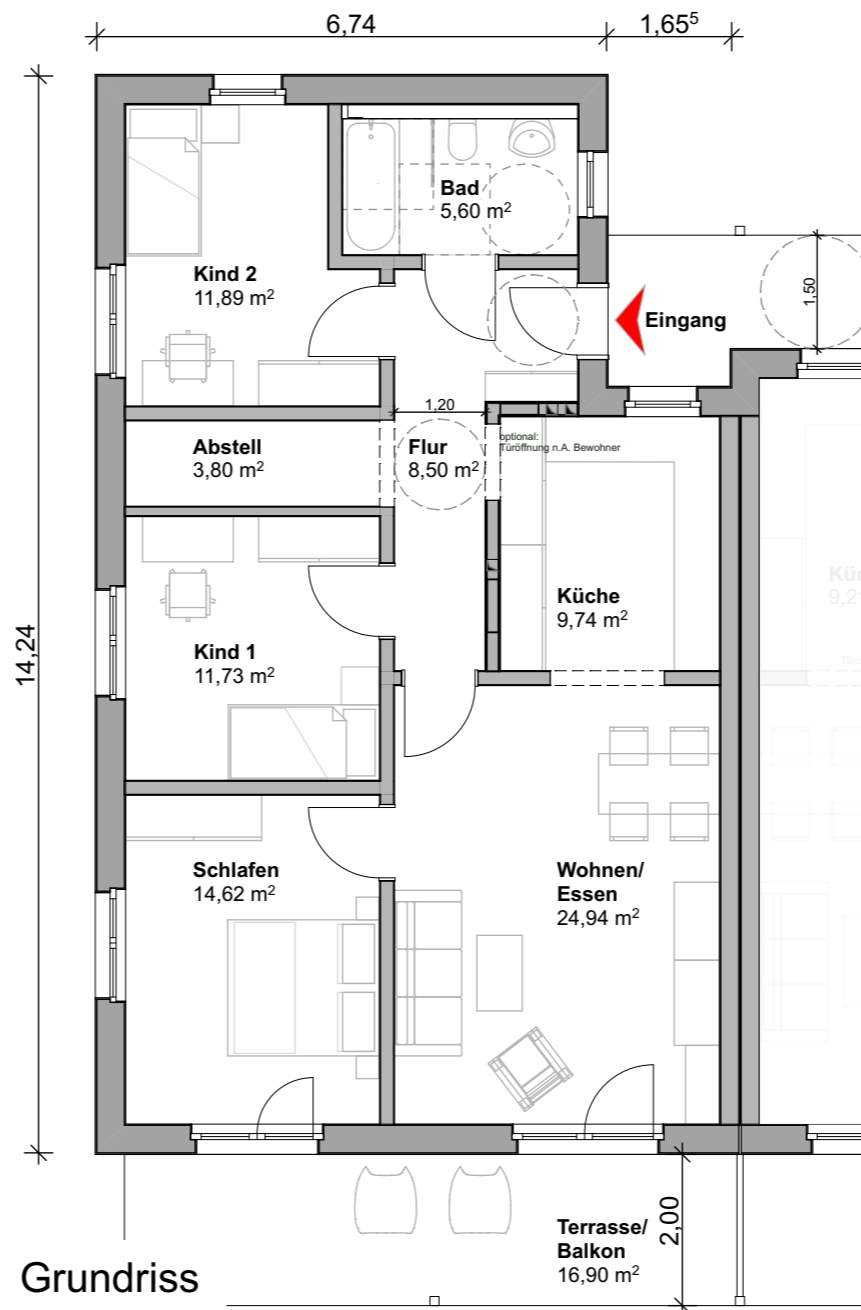 6,74
1,65⁵
Bad
5,60 m²
Kind 2
11,89 m²
1,50
Eingang
1,20
optional:
Türöffnung n.A. Bewohner
Abstell
3,80 m²
Flur
8,50 m²
Küche
9,74 m²
9,2
14,24
Kind 1
11,73 m²
Schlafen
14,62 m²
Wohnen/
Essen
24,94 m²
2,00
Terrasse/
Balkon
16,90 m²
Grundriss